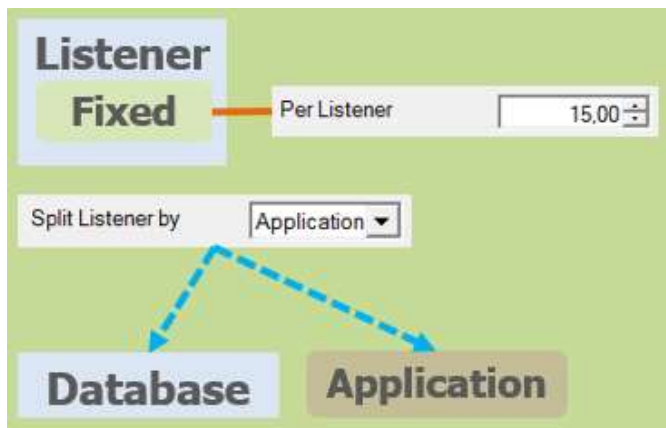 Listener
Fixed
Per Listener 15,00
Split Listener by Application
Database
Application